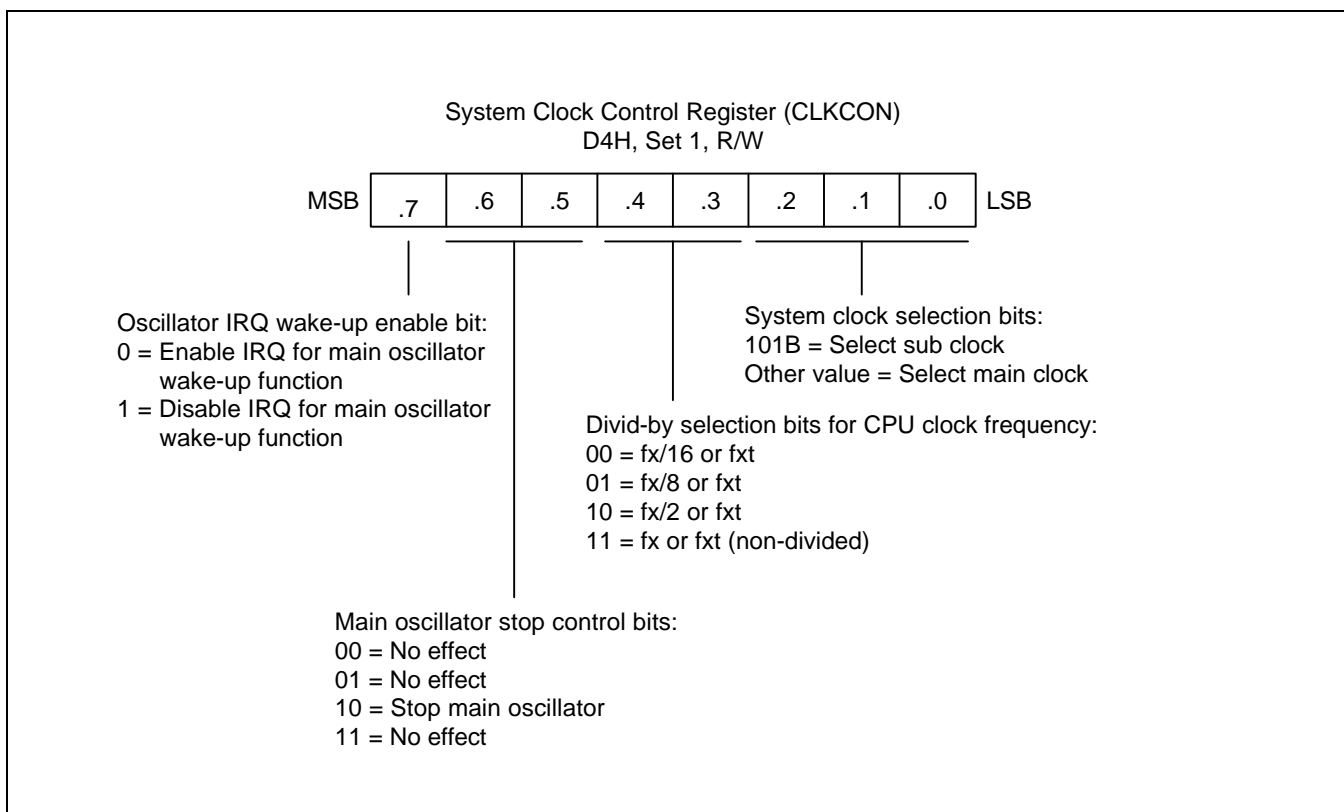 System Clock Control Register (CLKCON)
D4H, Set 1, R/W
MSB .7 .6 .5 .4 .3 .2 .1 .0 LSB
Oscillator IRQ wake-up enable bit:
0 = Enable IRQ for main oscillator
wake-up function
1 = Disable IRQ for main oscillator
wake-up function
System clock selection bits:
101B = Select sub clock
Other value = Select main clock
Divid-by selection bits for CPU clock frequency:
00 = fx/16 or fxt
01 = fx/8 or fxt
10 = fx/2 or fxt
11 = fx or fxt (non-divided)
Main oscillator stop control bits:
00 = No effect
01 = No effect
10 = Stop main oscillator
11 = No effect